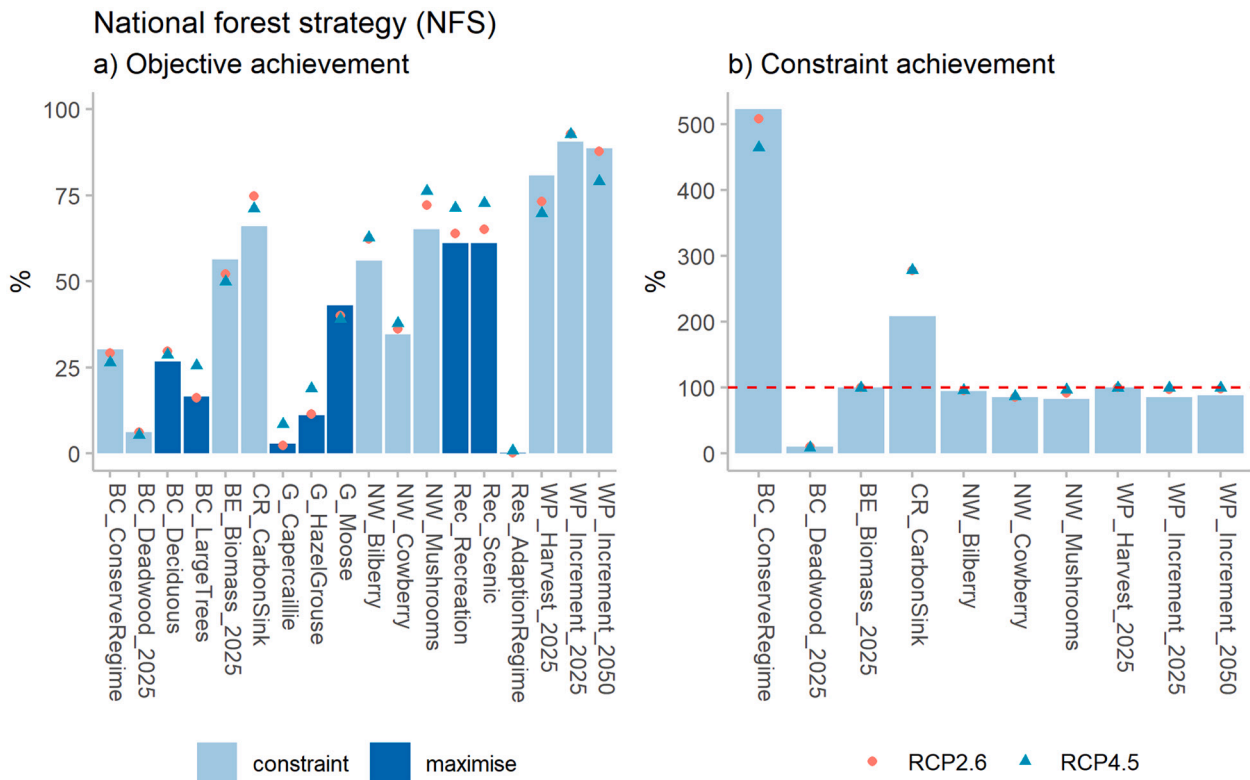 National forest strategy (NFS)
a) Objective achievement
100
75
50
25
0
%
BC_ConserveRegime
BC_Deadwood_2025
BC_Deciduous
BC_LargeTrees
BE_Biomass_2025
CR_CarbonSink
G_Capercaillie
G_HazelGrouse
G_Moose
NW_Bilberry
NW_Cowberry
NW_Mushrooms
Rec_Recreation
Rec_Scenic
Res_AdaptionRegime
WP_Harvest_2025
WP_Increment_2025
WP_Increment_2050
constraint
maximise
b) Constraint achievement
500
400
300
200
100
0
%
BC_ConserveRegime
BC_Deadwood_2025
BE_Biomass_2025
CR_CarbonSink
NW_Bilberry
NW_Cowberry
NW_Mushrooms
WP_Harvest_2025
WP_Increment_2025
WP_Increment_2050
RCP2.6
RCP4.5